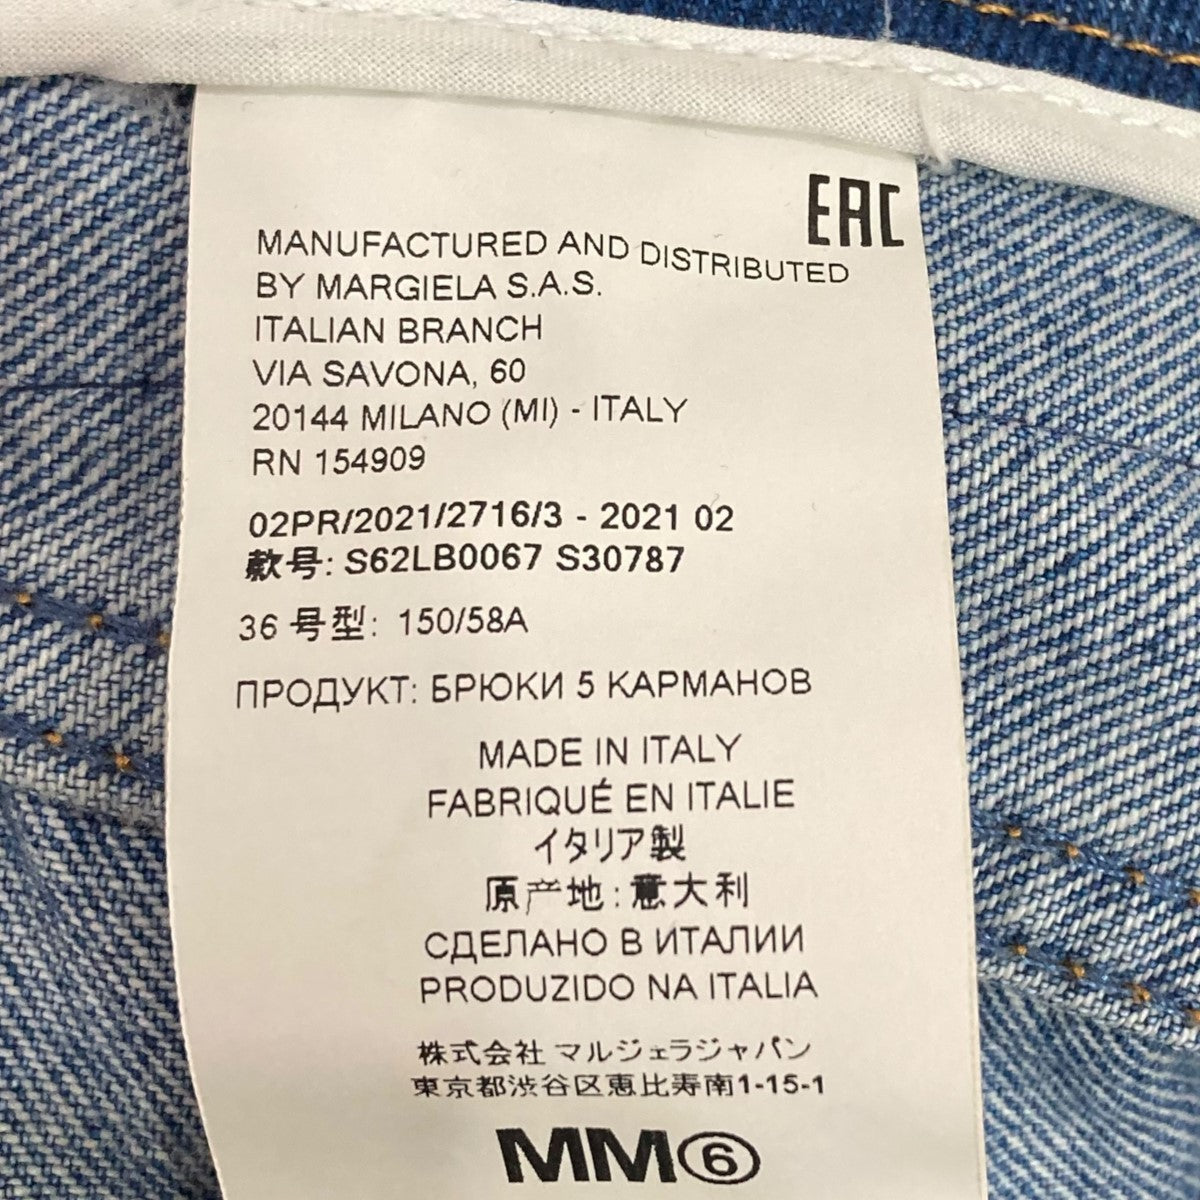 EAC
MANUFACTURED AND DISTRIBUTED
BY MARGIELA S.A.S.
ITALIAN BRANCH
VIA SAVONA, 60
20144 MILANO (MI) - ITALY
RN 154909
02PR/2021/2716/3 - 2021 02
款号: S62LB0067 S30787
36 号型: 150/58A
ПРОДУКТ: БРЮКИ 5 КАРМАНОВ
MADE IN ITALY
FABRIQUÉ EN ITALIE
イタリア製
原产地: 意大利
СДЕЛАНО В ИТАЛИИ
PRODUZIDO NA ITALIA
株式会社 マルジェラジャパン
東京都渋谷区恵比寿南1-15-1
MM⑥